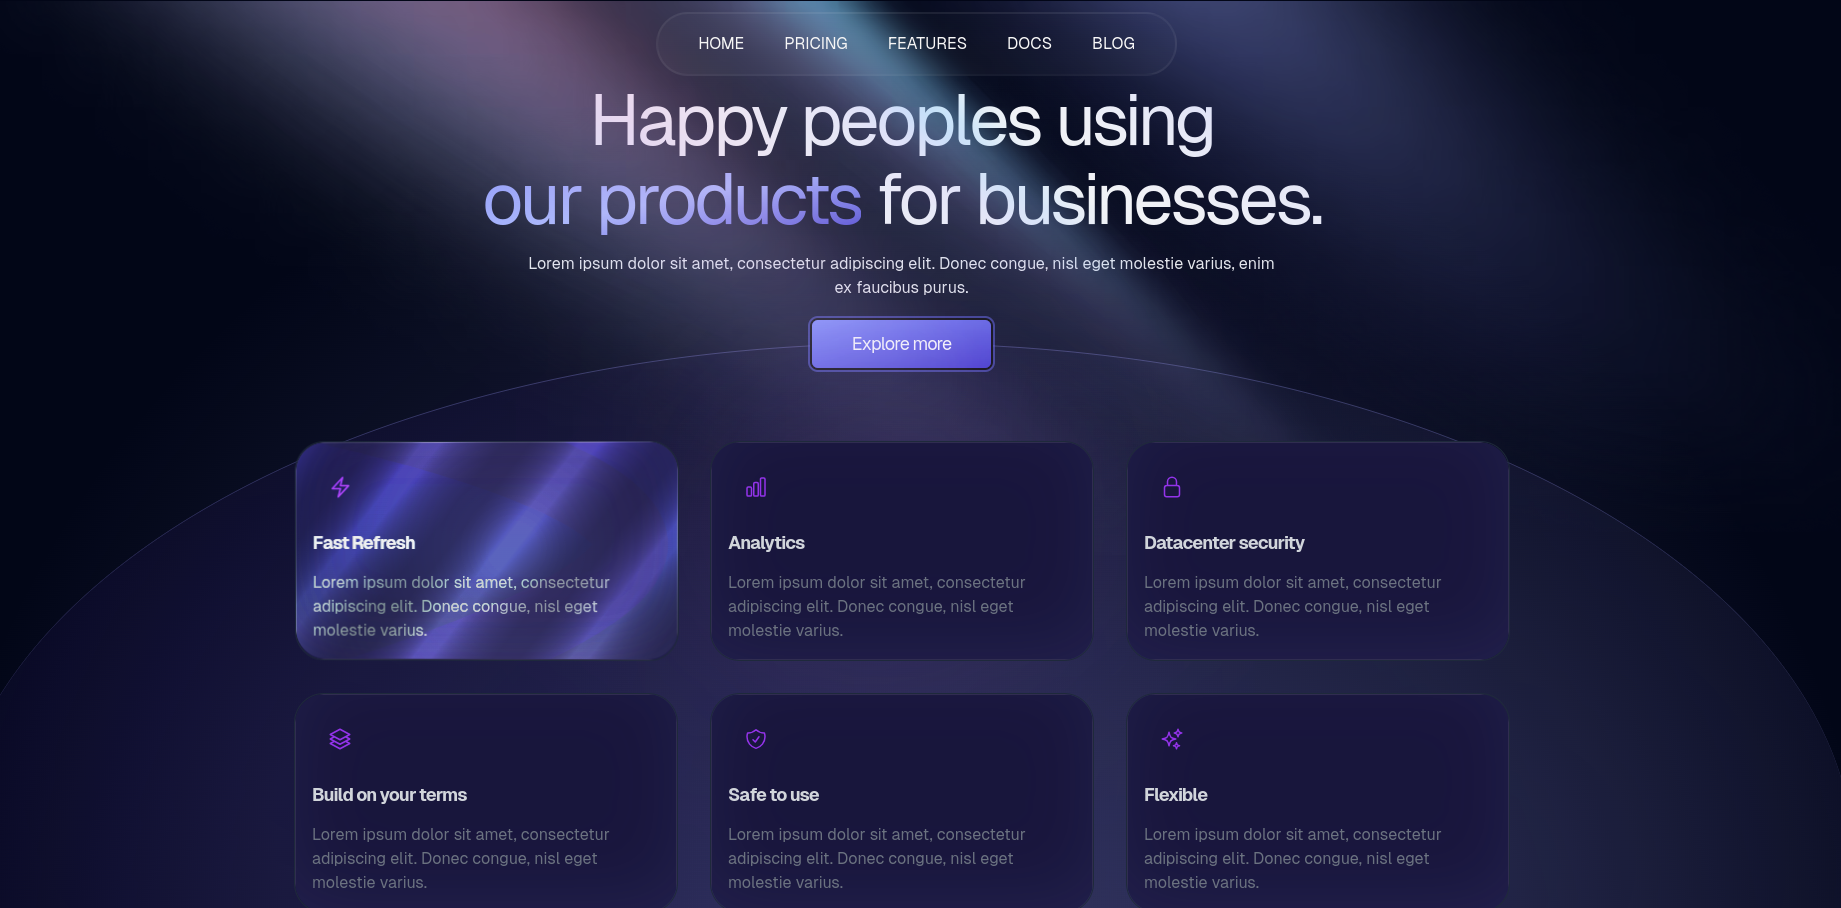 HOME PRICING FEATURES DOCS BLOG
Happy peoples using
our products for businesses.
Lorem ipsum dolor sit amet, consectetur adipiscing elit. Donec congue, nisl eget molestie varius, enim
ex faucibus purus.
Explore more
Fast Refresh
Lorem ipsum dolor sit amet, consectetur
adipiscing elit. Donec congue, nisl eget
molestie varius.
Analytics
Lorem ipsum dolor sit amet, consectetur
adipiscing elit. Donec congue, nisl eget
molestie varius.
Datacenter security
Lorem ipsum dolor sit amet, consectetur
adipiscing elit. Donec congue, nisl eget
molestie varius.
Build on your terms
Lorem ipsum dolor sit amet, consectetur
adipiscing elit. Donec congue, nisl eget
molestie varius.
Safe to use
Lorem ipsum dolor sit amet, consectetur
adipiscing elit. Donec congue, nisl eget
molestie varius.
Flexible
Lorem ipsum dolor sit amet, consectetur
adipiscing elit. Donec congue, nisl eget
molestie varius.